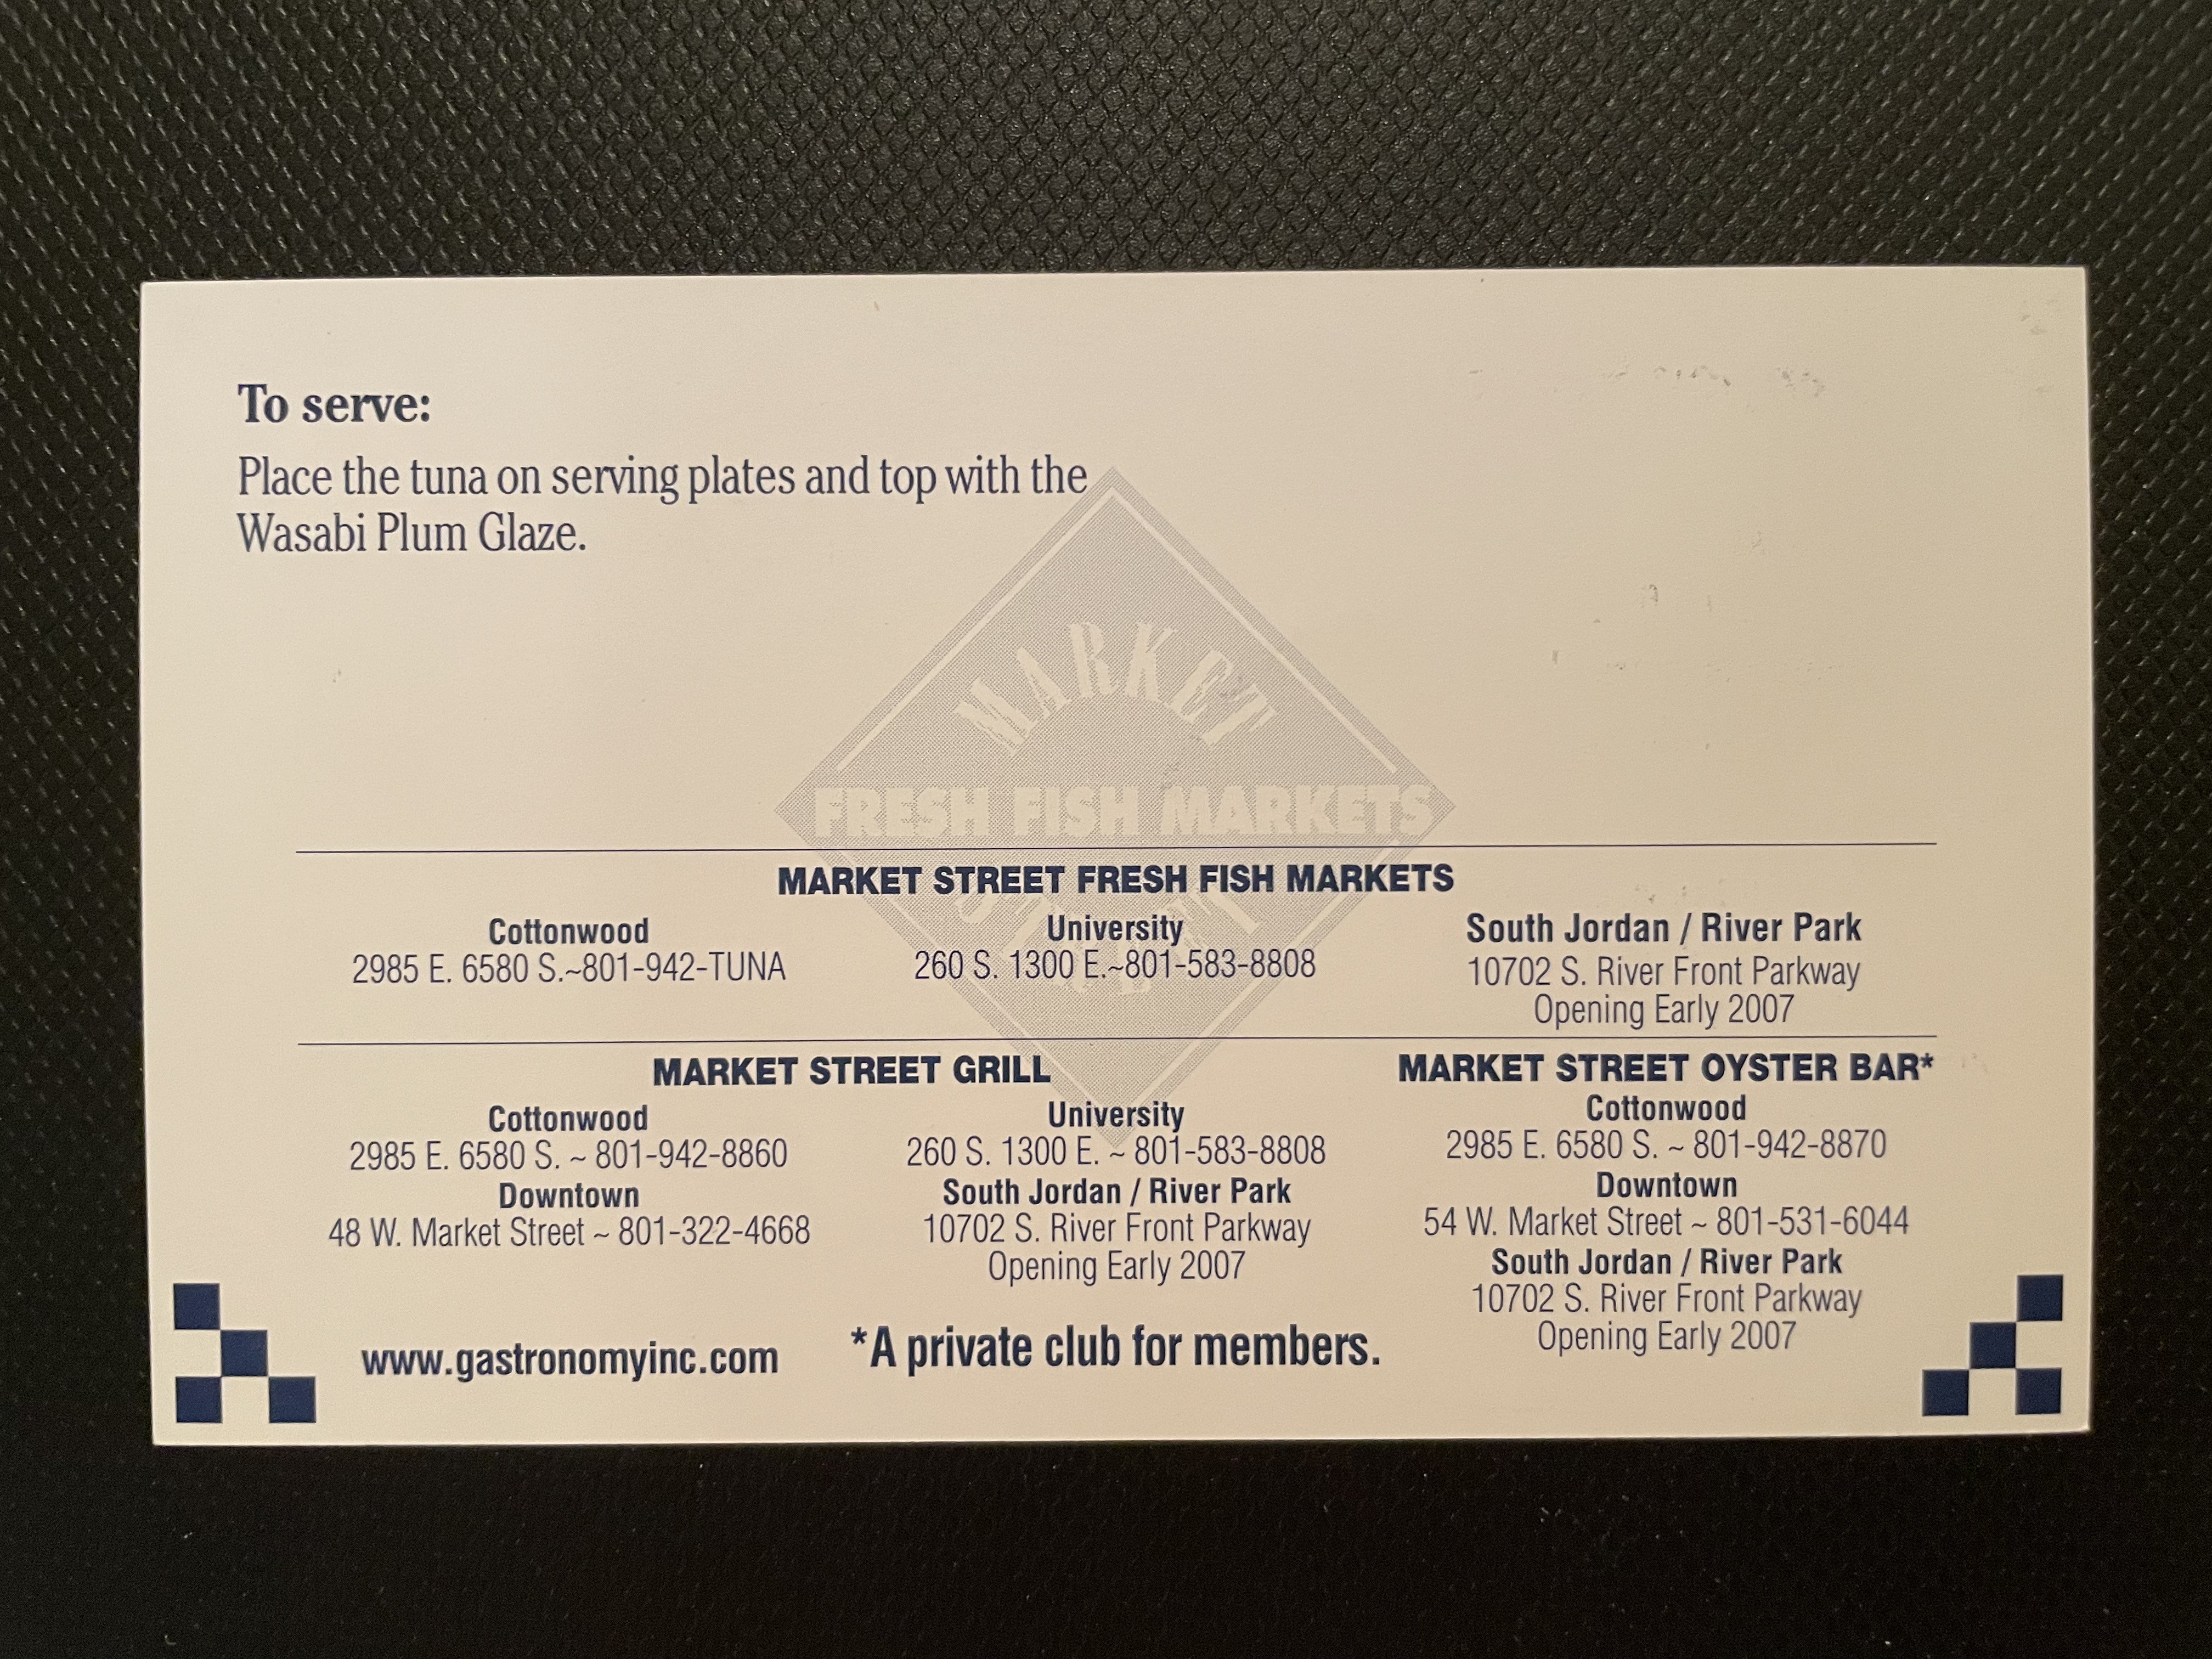 To serve:
Place the tuna on serving plates and top with the
Wasabi Plum Glaze.
MARKET
FRESH FISH MARKETS
STREET
MARKET STREET FRESH FISH MARKETS
Cottonwood
2985 E. 6580 S.~801-942-TUNA
University
260 S. 1300 E.~801-583-8808
South Jordan / River Park
10702 S. River Front Parkway
Opening Early 2007
MARKET STREET GRILL
Cottonwood
2985 E. 6580 S. ~ 801-942-8860
Downtown
48 W. Market Street ~ 801-322-4668
University
260 S. 1300 E. ~ 801-583-8808
South Jordan / River Park
10702 S. River Front Parkway
Opening Early 2007
MARKET STREET OYSTER BAR*
Cottonwood
2985 E. 6580 S. ~ 801-942-8870
Downtown
54 W. Market Street ~ 801-531-6044
South Jordan / River Park
10702 S. River Front Parkway
Opening Early 2007
www.gastronomyinc.com
*A private club for members.